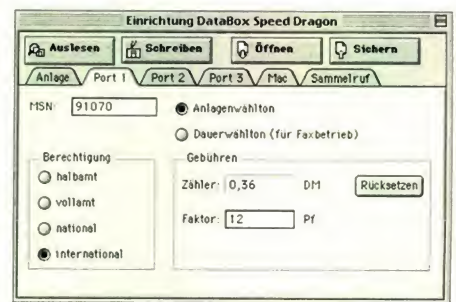 Einrichtung DataBox Speed Dragon
Auslesen Schreiben Öffnen Sichern
Anlage Port 1 Port 2 Port 3 Mac Sammelruf
MSN: 91070
Anlagenwählton
Dauerwählton (für Faxbetrieb)
Berechtigung
halbamt
vollamt
national
international
Gebühren
Zähler: 0,36 DM Rücksetzen
Faktor: 12 Pf